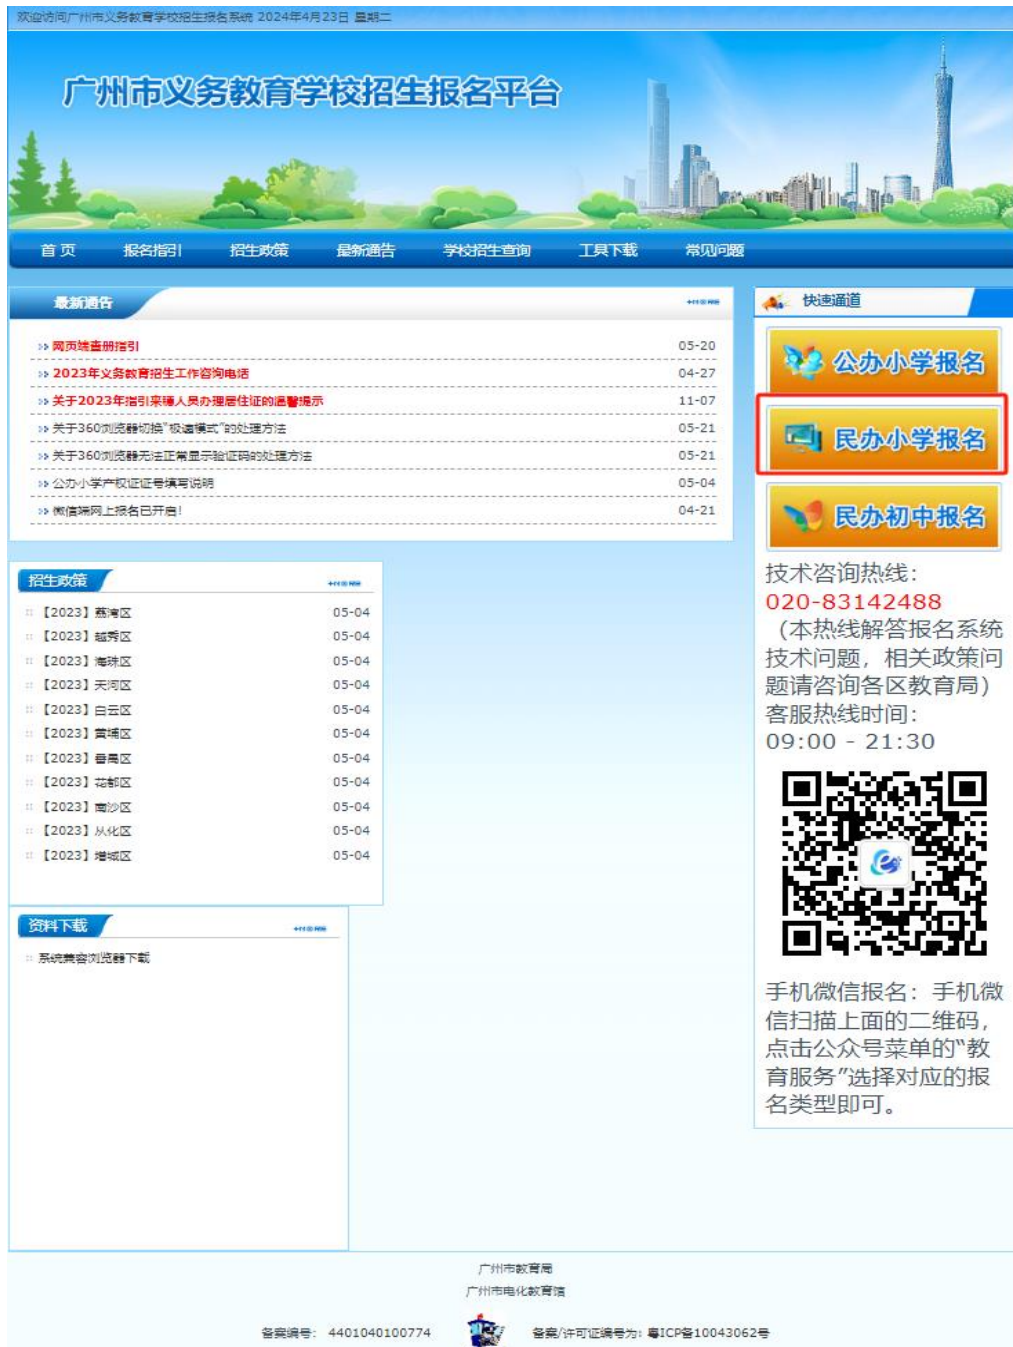 欢迎访问广州市义务教育学校招生报名系统 2024年4月23日 星期二
广州市义务教育学校招生报名平台
首 页 报名指引 招生政策 最新通告 学校招生查询 工具下载 常见问题
最新通告
>> 网页端查册指引 05-20
>> 2023年义务教育招生工作咨询电话 04-27
>> 关于2023年指引来穗人员办理居住证的温馨提示 11-07
>> 关于360浏览器切换"极速模式"的处理方法 05-21
>> 关于360浏览器无法正常显示验证码的处理方法 05-21
>> 公办小学产权证证号填写说明 05-04
>> 微信端网上报名已开启! 04-21
招生政策
【2023】荔湾区 05-04
【2023】越秀区 05-04
【2023】海珠区 05-04
【2023】天河区 05-04
【2023】白云区 05-04
【2023】黄埔区 05-04
【2023】番禺区 05-04
【2023】花都区 05-04
【2023】南沙区 05-04
【2023】从化区 05-04
【2023】增城区 05-04
资料下载
系统兼容浏览器下载
快速通道
公办小学报名
民办小学报名
民办初中报名
技术咨询热线：
020-83142488
（本热线解答报名系统
技术问题，相关政策问
题请咨询各区教育局）
客服热线时间：
09:00 - 21:30
手机微信报名：手机微
信扫描上面的二维码，
点击公众号菜单的“教
育服务”选择对应的报
名类型即可。
广州市教育局
广州市电化教育馆
备案编号: 4401040100774 备案/许可证编号为: 粤ICP备10043062号